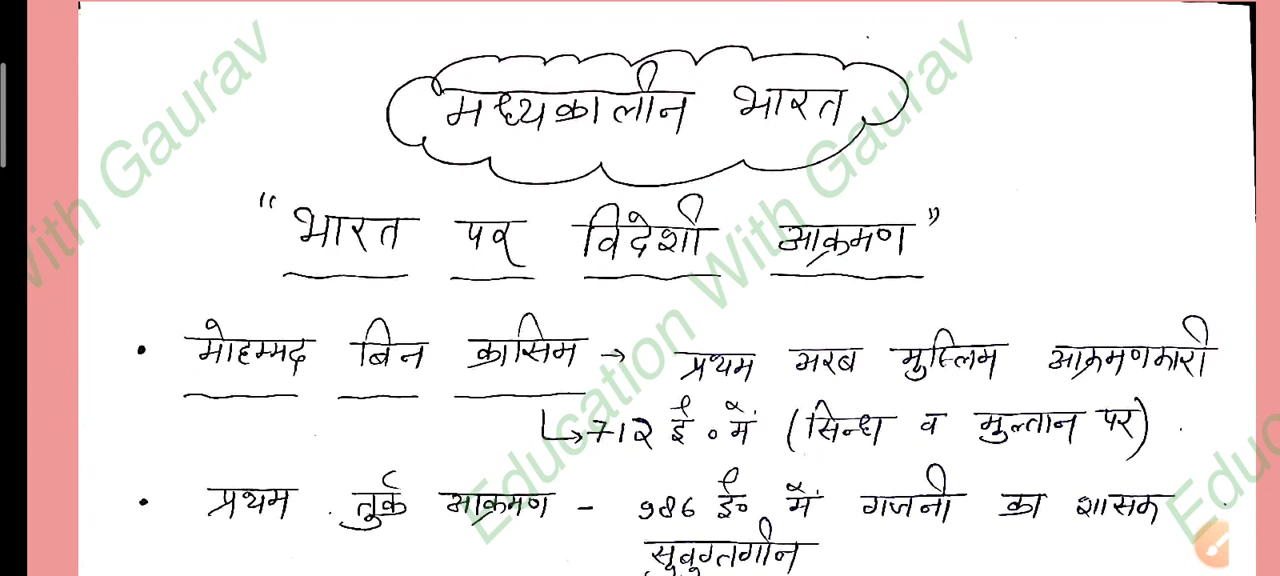 मध्यकालीन भारत
"भारत पर विदेशी आक्रमण"
• मोहम्मद बिन कासिम → प्रथम अरब मुस्लिम आक्रमणकारी
↳ 712 ई० में (सिन्ध व मुल्तान पर).
• प्रथम तुर्क आक्रमण - 986 ई० में गजनी का शासक
सुबुग्तगीन
With Gaurav
Education With Gaurav
Educ